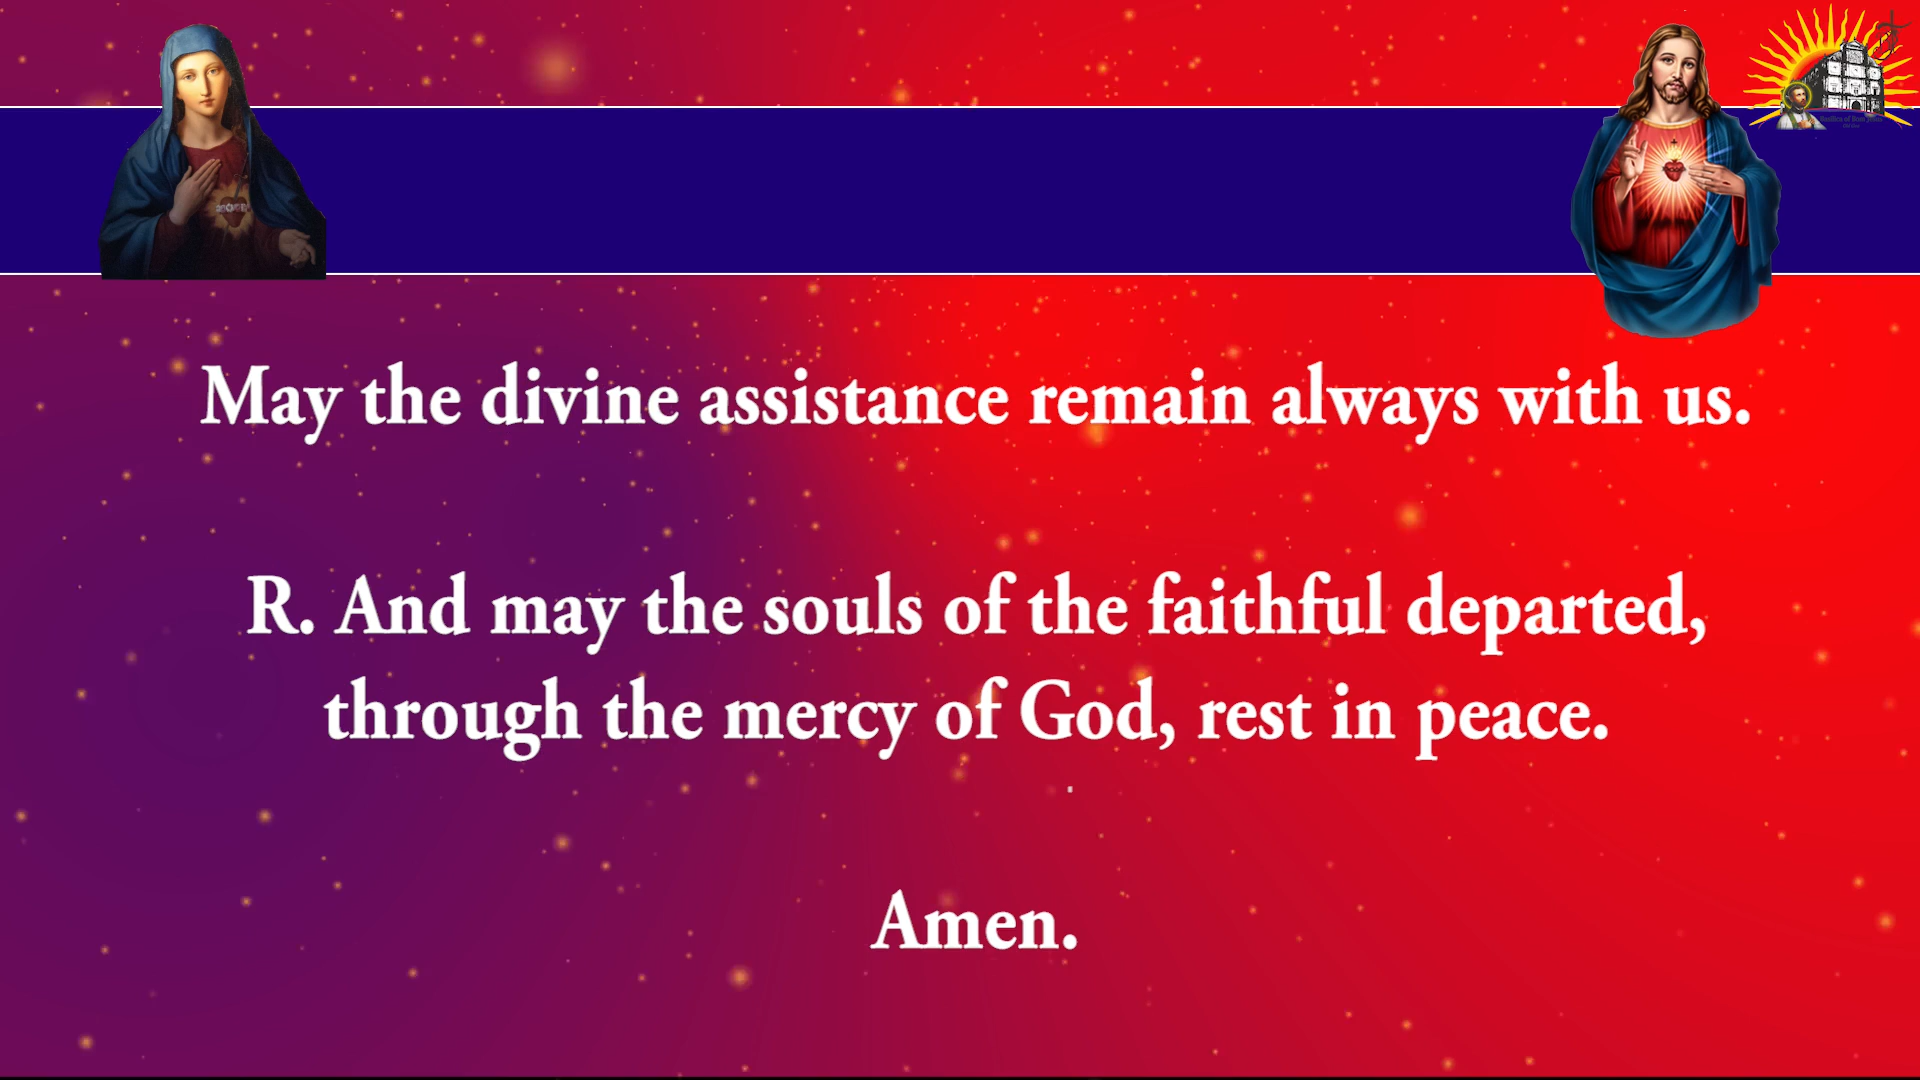 May the divine assistance remain always with us.
R. And may the souls of the faithful departed,
through the mercy of God, rest in peace.
Amen.